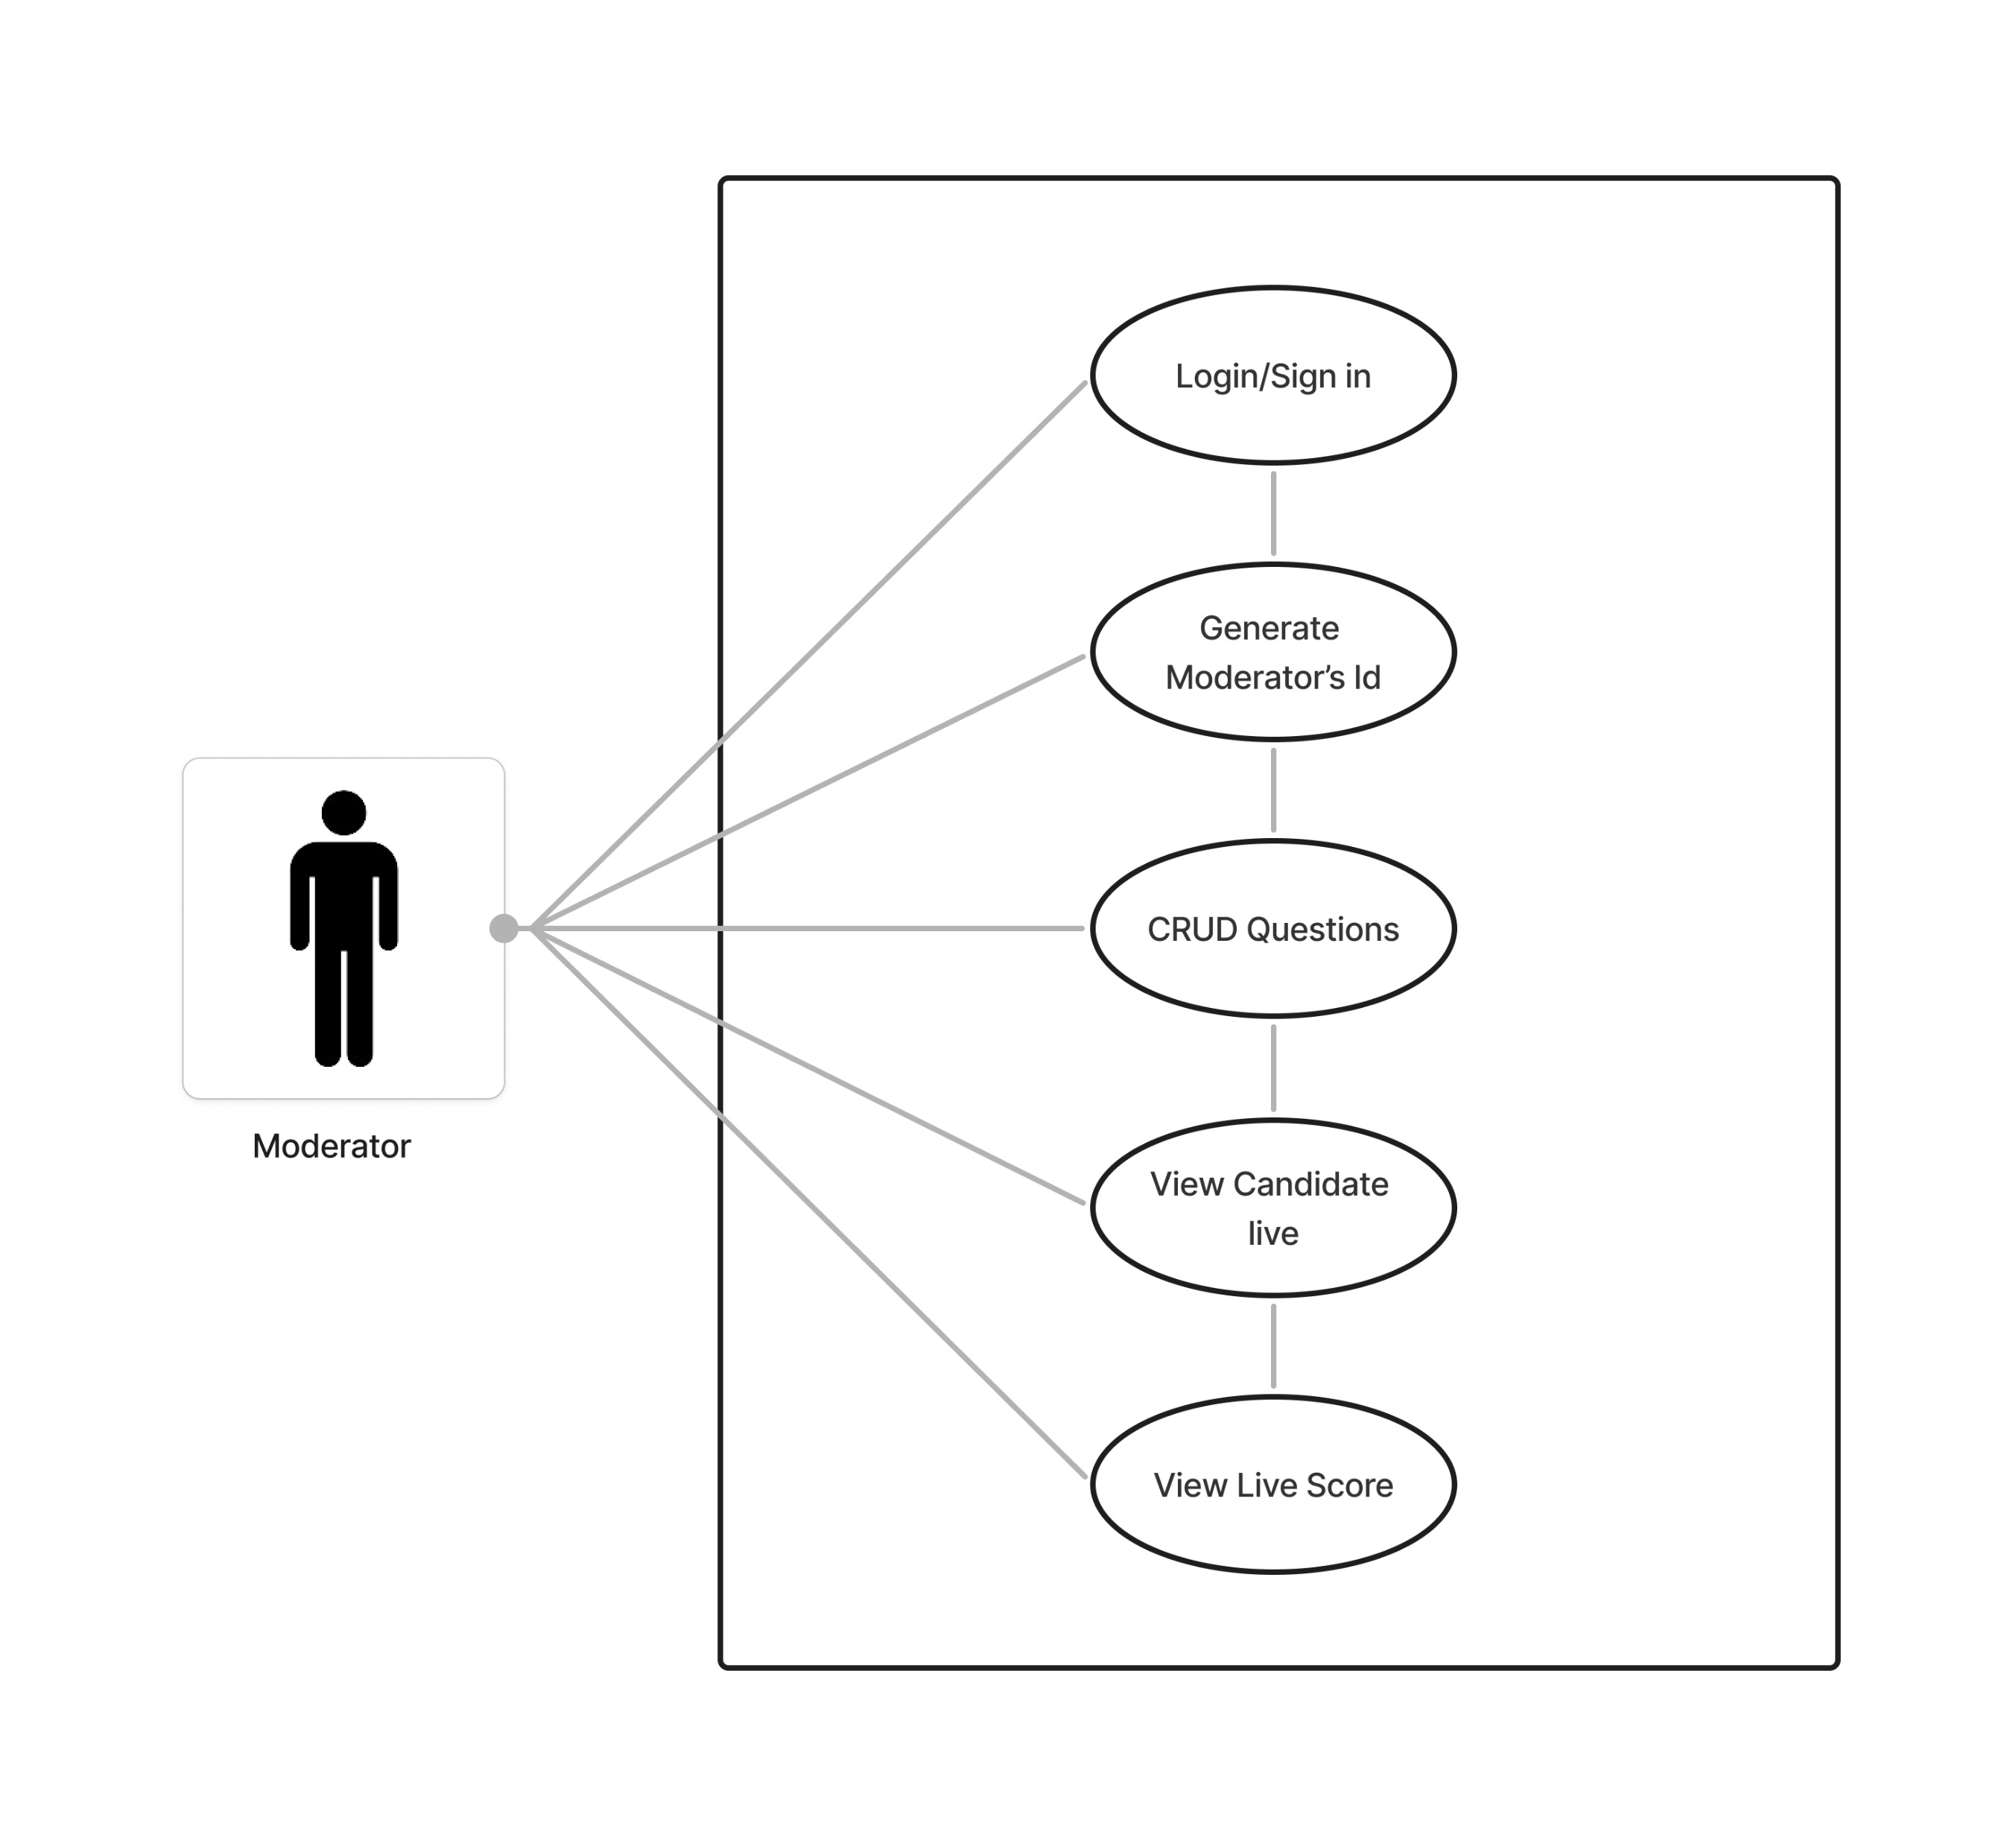 Login/Sign in
Generate
Moderator’s Id
CRUD Questions
Moderator
View Candidate
live
View Live Score